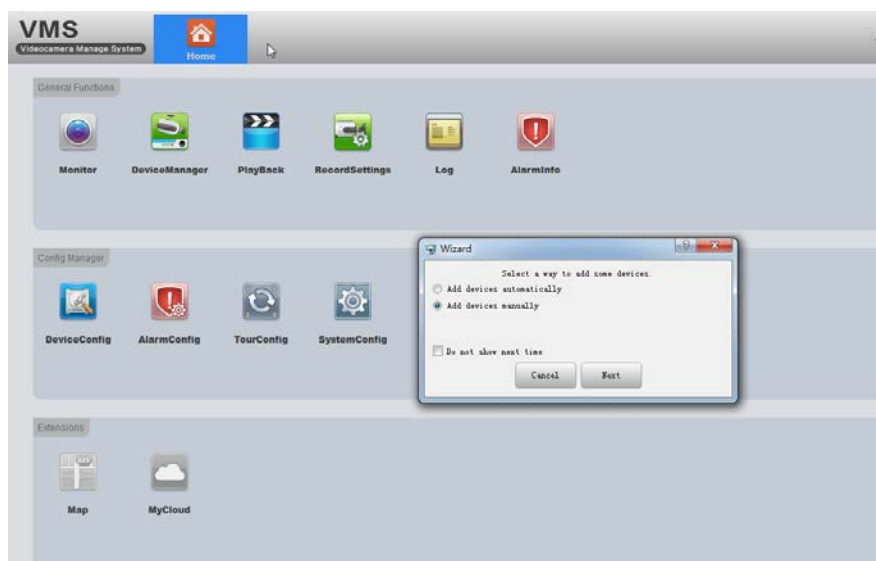 VMS
Videocamera Manage System
Home
General Functions
Monitor DeviceManager PlayBack RecordSettings Log AlarmInfo
Config Manager
Wizard
Select a way to add some devices.
Add devices automatically
Add devices manually
DeviceConfig AlarmConfig TourConfig SystemConfig
Do not show next time
Cancel Next
Extensions
Map MyCloud